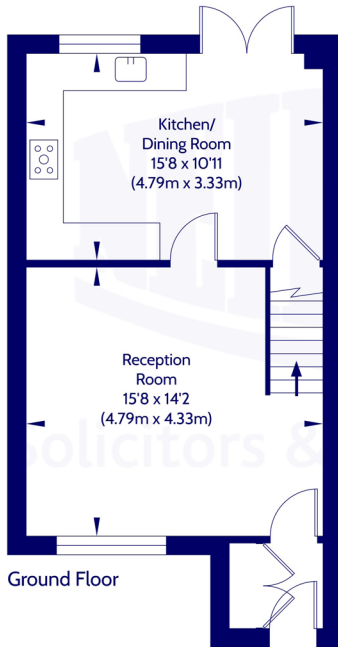 Kitchen/
Dining Room
15'8 x 10'11
(4.79m x 3.33m)
Reception
Room
15'8 x 14'2
(4.79m x 4.33m)
Solicitors &
Ground Floor